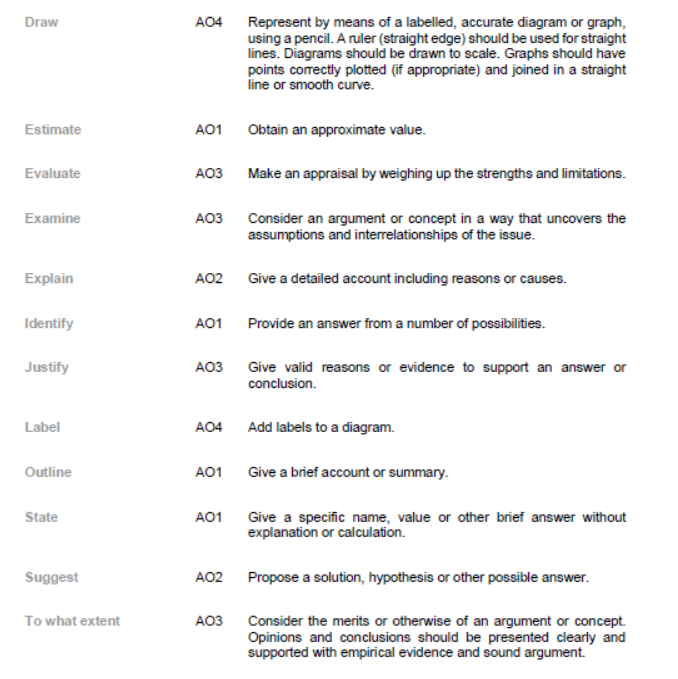 Draw AO4 Represent by means of a labelled, accurate diagram or graph,
using a pencil. A ruler (straight edge) should be used for straight
lines. Diagrams should be drawn to scale. Graphs should have
points correctly plotted (if appropriate) and joined in a straight
line or smooth curve.
Estimate AO1 Obtain an approximate value.
Evaluate AO3 Make an appraisal by weighing up the strengths and limitations.
Examine AO3 Consider an argument or concept in a way that uncovers the
assumptions and interrelationships of the issue.
Explain AO2 Give a detailed account including reasons or causes.
Identify AO1 Provide an answer from a number of possibilities.
Justify AO3 Give valid reasons or evidence to support an answer or
conclusion.
Label AO4 Add labels to a diagram.
Outline AO1 Give a brief account or summary.
State AO1 Give a specific name, value or other brief answer without
explanation or calculation.
Suggest AO2 Propose a solution, hypothesis or other possible answer.
To what extent AO3 Consider the merits or otherwise of an argument or concept.
Opinions and conclusions should be presented clearly and
supported with empirical evidence and sound argument.